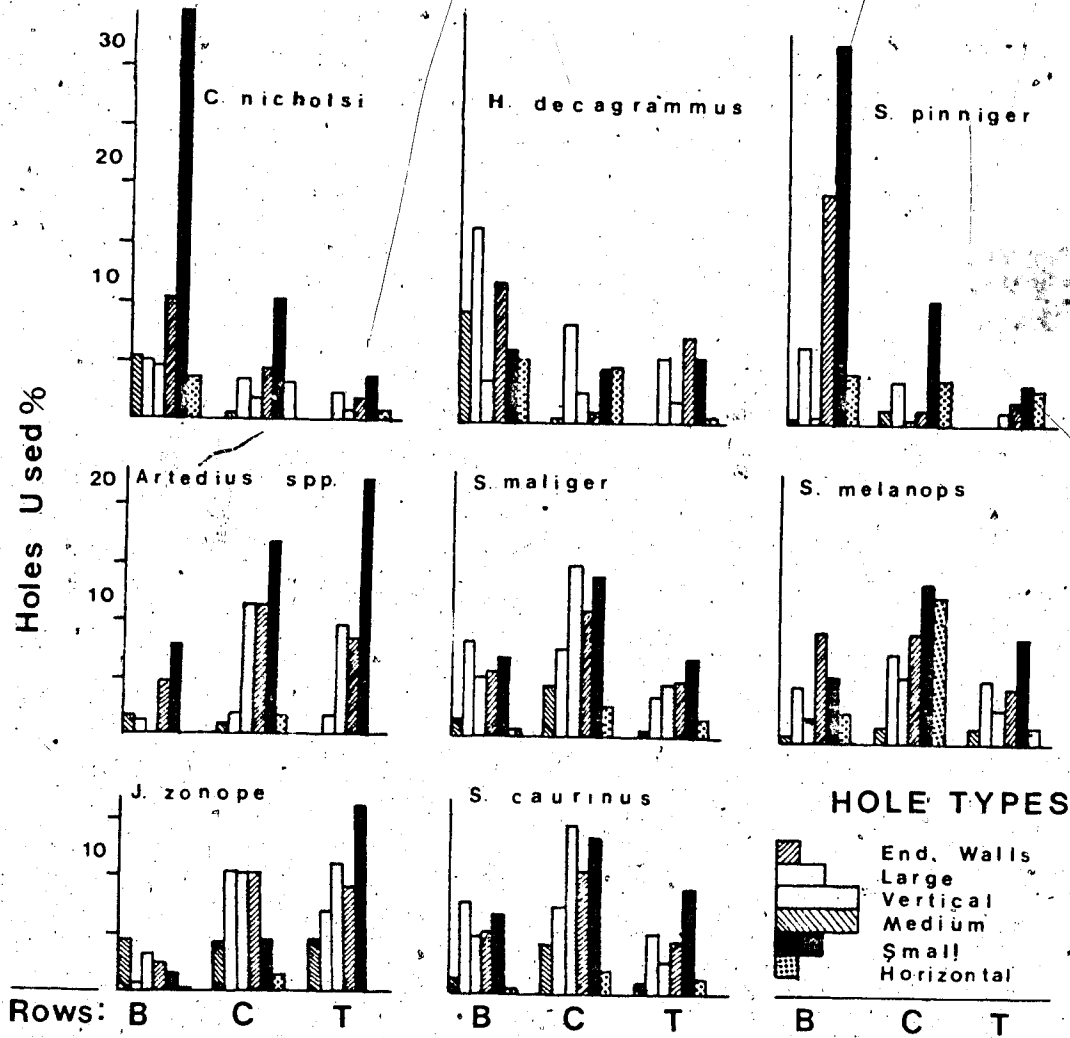 30
20
10
C. nicholsi
H. decagrammus
S. pinniger
Holes Used %
20
10
Artedius spp.
S. maliger
S. melanops
10
J. zonope
S. caurinus
HOLE TYPES
End. Walls
Large
Vertical
Medium
Small
Horizontal
Rows: B C T B C T B C T